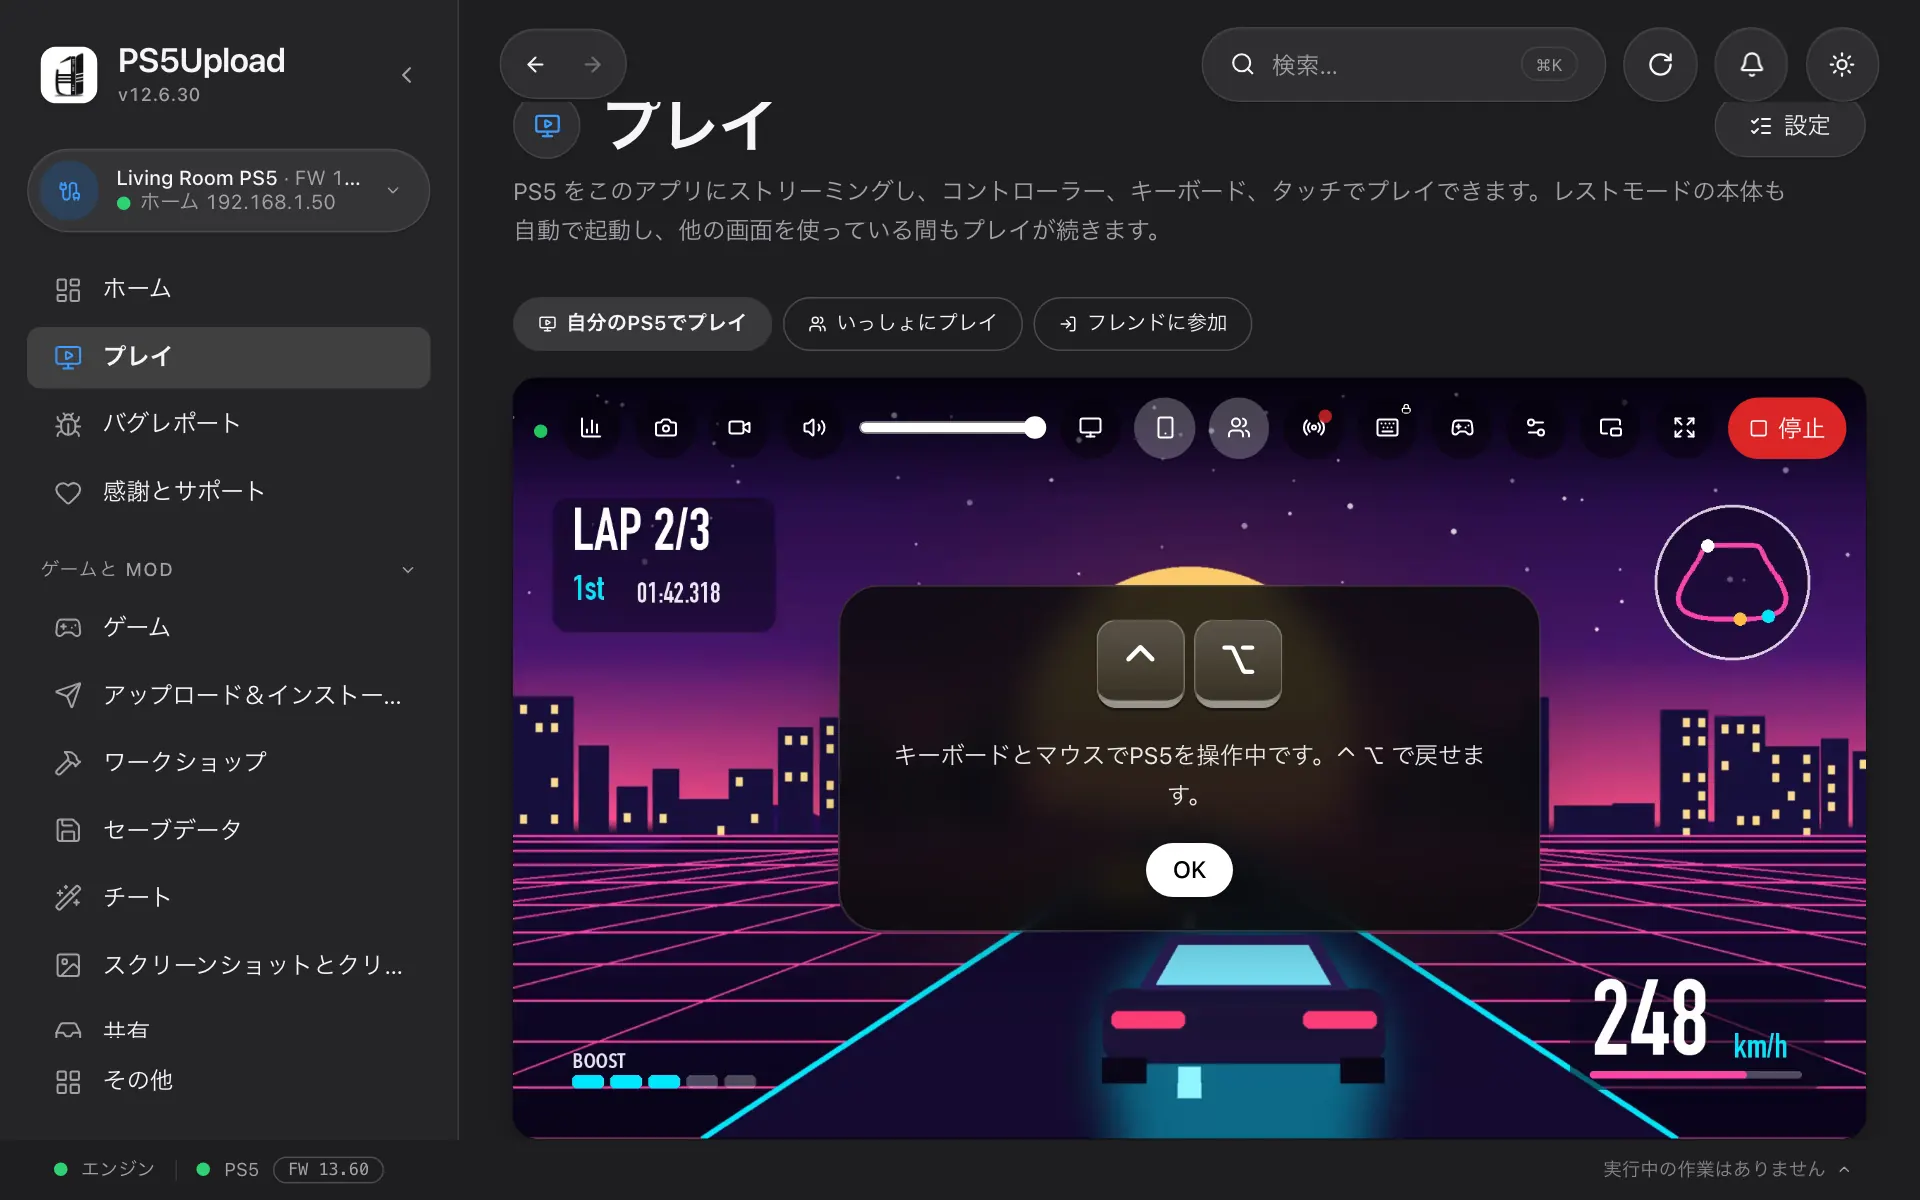 PS5Upload
v12.6.30
Living Room PS5 · FW 1...
ホーム 192.168.1.50
ホーム
プレイ
バグレポート
感謝とサポート
ゲームと MOD
ゲーム
アップロード＆インストー...
ワークショップ
セーブデータ
チート
スクリーンショットとクリ...
共有
その他
検索...
⌘K
プレイ
設定
PS5 をこのアプリにストリーミングし、コントローラー、キーボード、タッチでプレイできます。レストモードの本体も
自動で起動し、他の画面を使っている間もプレイが続きます。
自分のPS5でプレイ
いっしょにプレイ
フレンドに参加
停止
LAP 2/3
1st 01:42.318
^ ⌥
キーボードとマウスでPS5を操作中です。^ ⌥ で戻せま
す。
OK
BOOST
248 km/h
エンジン
PS5
FW 13.60
実行中の作業はありません